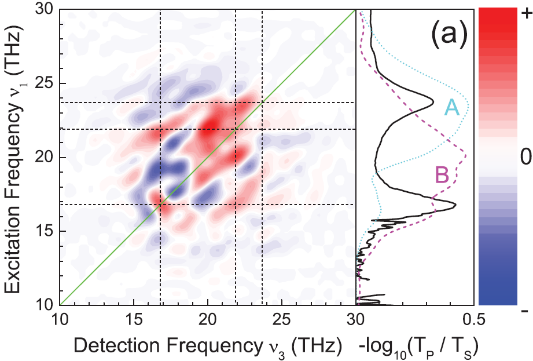 30
(a)
+
25
A
20
0
B
15
10
-
10 15 20 25 30 0.5
Excitation Frequency ν₁ (THz)
Detection Frequency ν₃ (THz) -log₁₀(Tₚ / Tₛ)